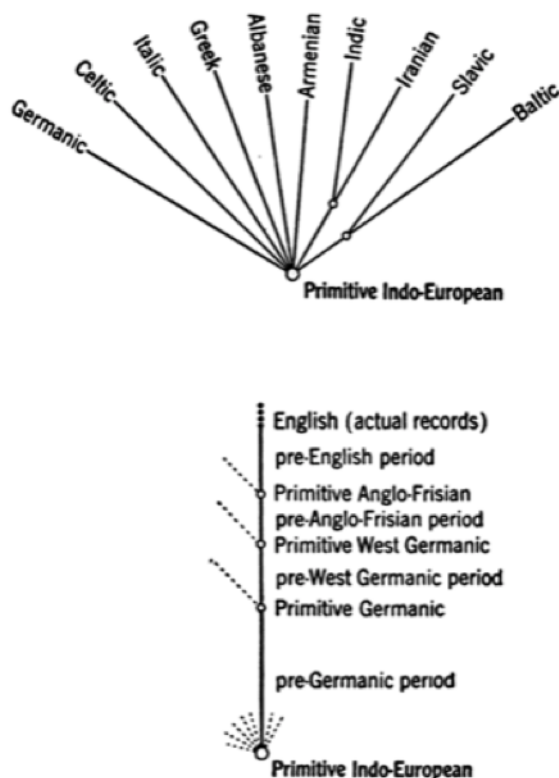 Germanic
Celtic
Italic
Greek
Albanese
Armenian
Indic
Iranian
Slavic
Baltic
Primitive Indo-European
English (actual records)
pre-English period
Primitive Anglo-Frisian
pre-Anglo-Frisian period
Primitive West Germanic
pre-West Germanic period
Primitive Germanic
pre-Germanic period
Primitive Indo-European